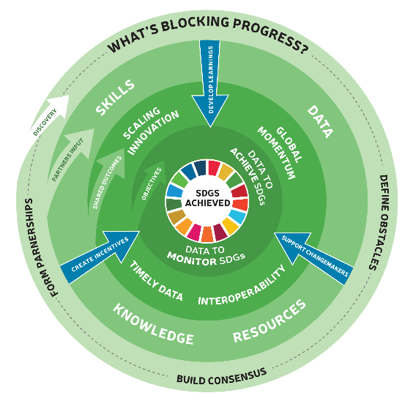 WHAT'S BLOCKING PROGRESS?
DEFINE OBSTACLES
BUILD CONSENSUS
FORM PARNERSHIPS
DISCOVERY
PARTNERS INPUT
SHARED OUTCOMES
OBJECTIVES
SKILLS
DATA
RESOURCES
KNOWLEDGE
SCALING
INNOVATION
GLOBAL
MOMENTUM
INTEROPERABILITY
TIMELY DATA
DEVELOP LEARNINGS
SUPPORT CHANGEMAKERS
CREATE INCENTIVES
DATA TO
ACHIEVE SDGs
DATA TO
MONITOR SDGs
SDGS
ACHIEVED